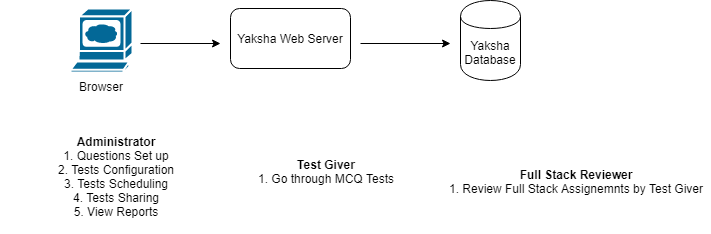 Yaksha Web Server
Yaksha
Database
Browser
Administrator
1. Questions Set up
2. Tests Configuration
3. Tests Scheduling
4. Tests Sharing
5. View Reports
Test Giver
1. Go through MCQ Tests
Full Stack Reviewer
1. Review Full Stack Assignemnts by Test Giver